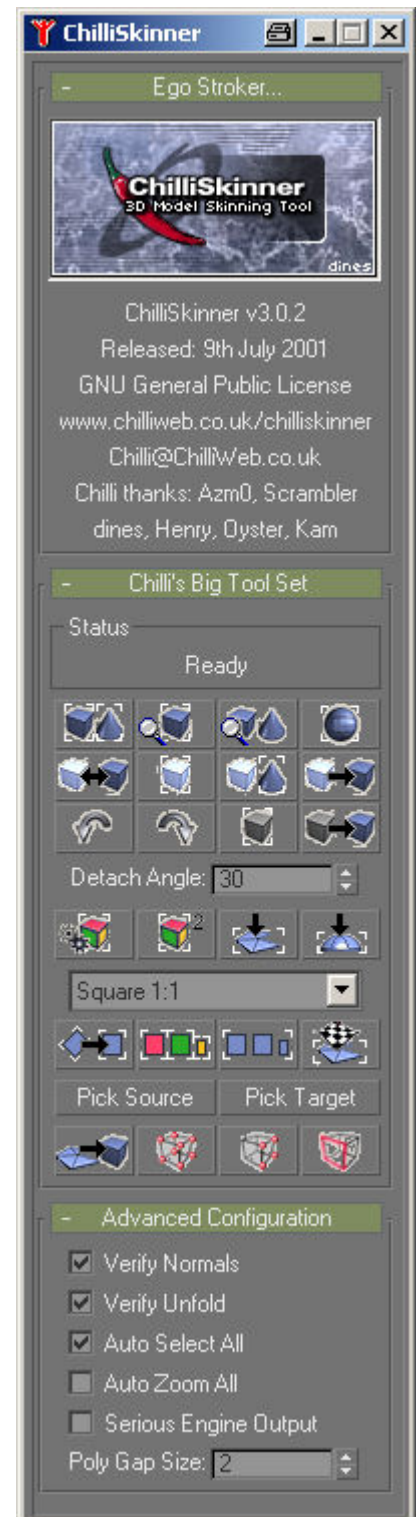 ChilliSkinner
Ego Stroker...
ChilliSkinner
3D Model Skinning Tool
dines
ChilliSkinner v3.0.2
Released: 9th July 2001
GNU General Public License
www.chilliweb.co.uk/chilliskinner
Chilli@ChilliWeb.co.uk
Chilli thanks: Azm0, Scrambler
dines, Henry, Oyster, Kam
Chilli's Big Tool Set
Status
Ready
Detach Angle: 30
2
Square 1:1
Pick Source Pick Target
Advanced Configuration
Verify Normals
Verify Unfold
Auto Select All
Auto Zoom All
Serious Engine Output
Poly Gap Size: 2